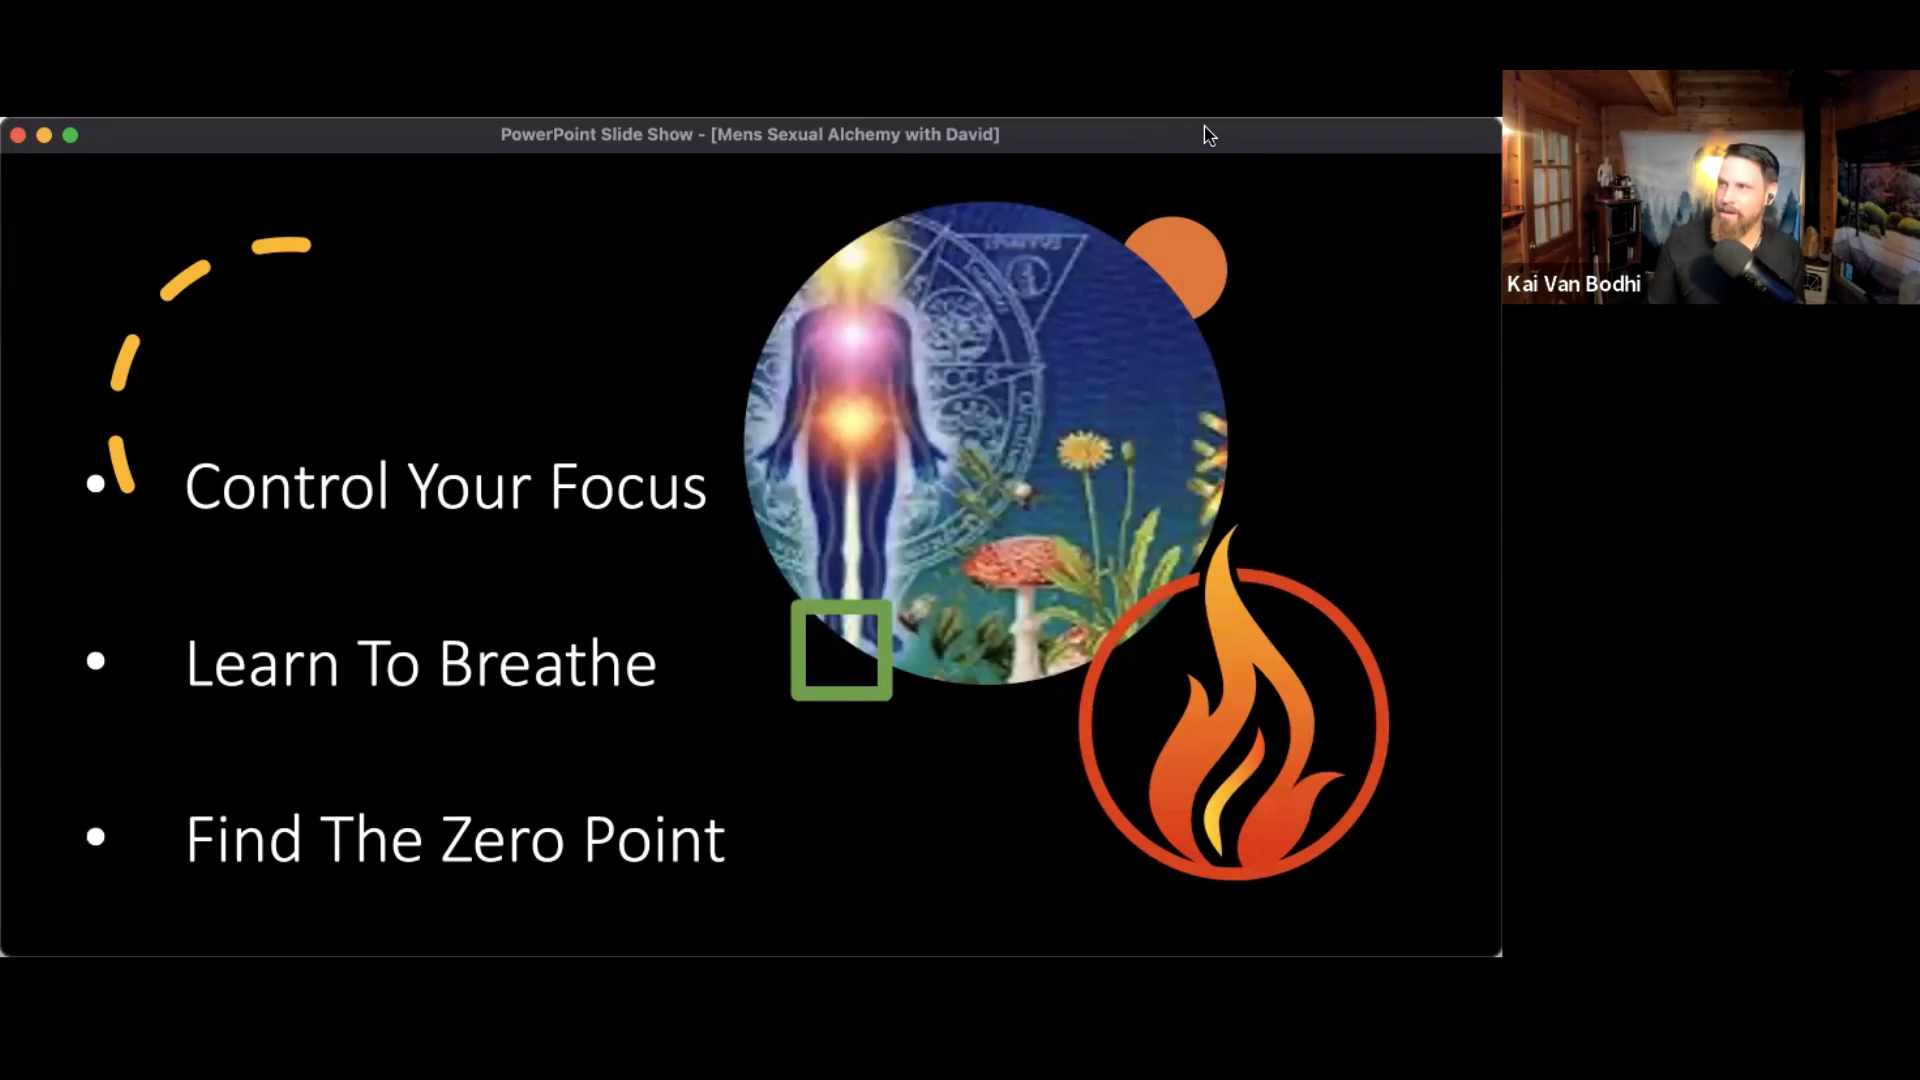 PowerPoint Slide Show - [Mens Sexual Alchemy with David]
Kai Van Bodhi
• Control Your Focus
• Learn To Breathe
• Find The Zero Point